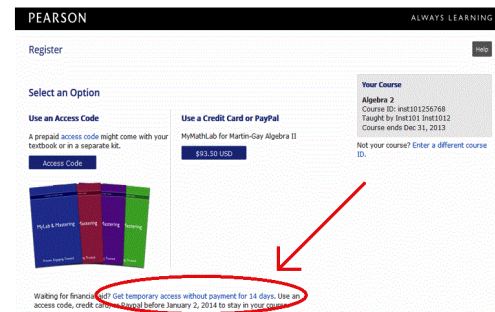 PEARSON
ALWAYS LEARNING
Register
Help
Select an Option
Use an Access Code
A prepaid access code might come with your
textbook or in a separate kit.
Access Code
MyLab & Mastering
Mastering
Mastering
Mastering
Use a Credit Card or PayPal
MyMathLab for Martin-Gay Algebra II
$93.50 USD
Your Course
Algebra 2
Course ID: inst101256768
Taught by Inst101 Inst1012
Course ends Dec 31, 2013
Not your course? Enter a different course
ID.
Waiting for financial aid? Get temporary access without payment for 14 days. Use an
access code, credit card, or Paypal before January 2, 2014 to stay in your course.